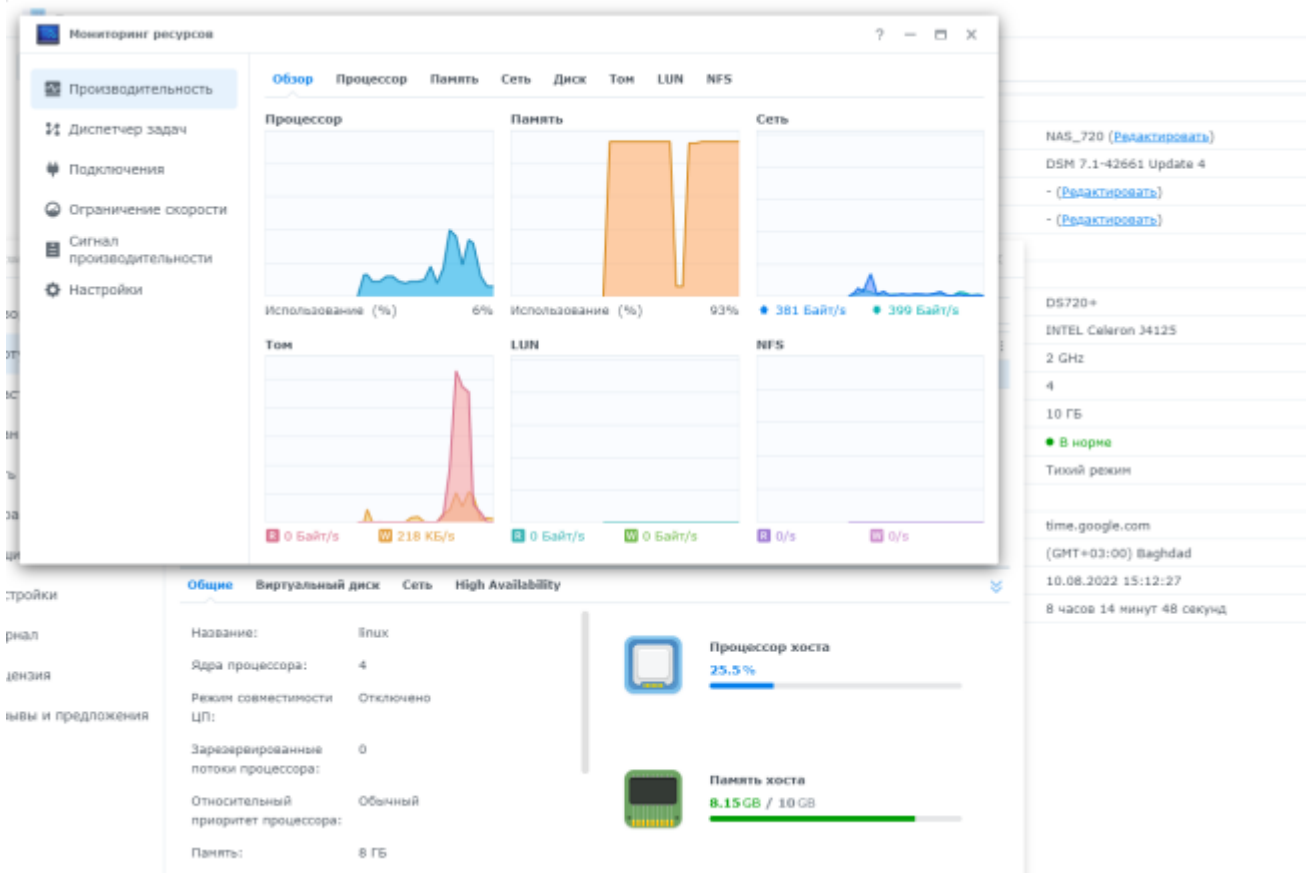 Мониторинг ресурсов
?
Производительность
Диспетчер задач
Подключения
Ограничение скорости
Сигнал
производительности
Настройки
Обзор Процессор Память Сеть Диск Том LUN NFS
Процессор Память Сеть
Использование (%) 6% Использование (%) 93% 381 Байт/s 399 Байт/s
Том LUN NFS
R 0 Байт/s W 218 КБ/s R 0 Байт/s W 0 Байт/s R 0/s W 0/s
NAS_720 (Редактировать)
DSM 7.1-42661 Update 4
- (Редактировать)
- (Редактировать)
DS720+
INTEL Celeron J4125
2 GHz
4
10 ГБ
В норме
Тихий режим
time.google.com
(GMT+03:00) Baghdad
10.08.2022 15:12:27
8 часов 14 минут 48 секунд
стройки
рнал
цензия
зывы и предложения
Общие Виртуальный диск Сеть High Availability
Название: linux
Ядра процессора: 4
Режим совместимости Отключено
ЦП:
Зарезервированные 0
потоки процессора:
Относительный Обычный
приоритет процессора:
Память: 8 ГБ
Процессор хоста
25.5 %
Память хоста
8.15 GB / 10 GB